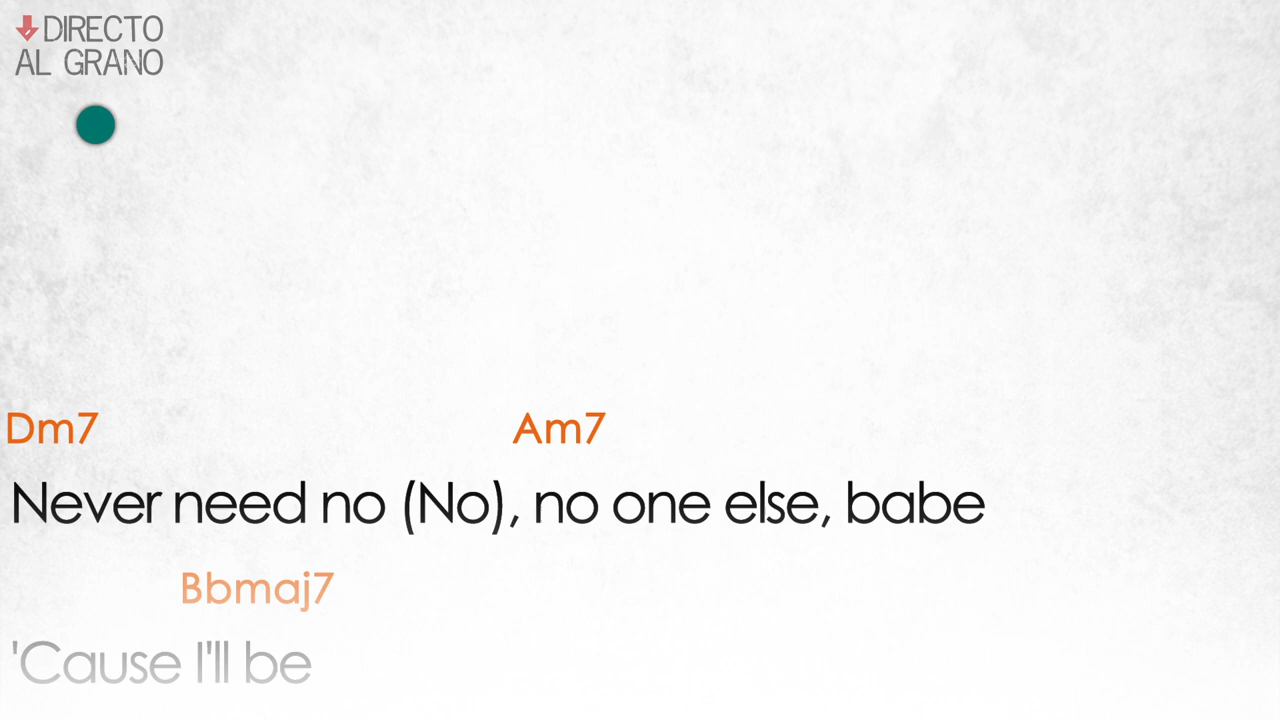 DIRECTO
AL GRANO
Dm7 Am7
Never need no (No), no one else, babe
Bbmaj7
'Cause I'll be